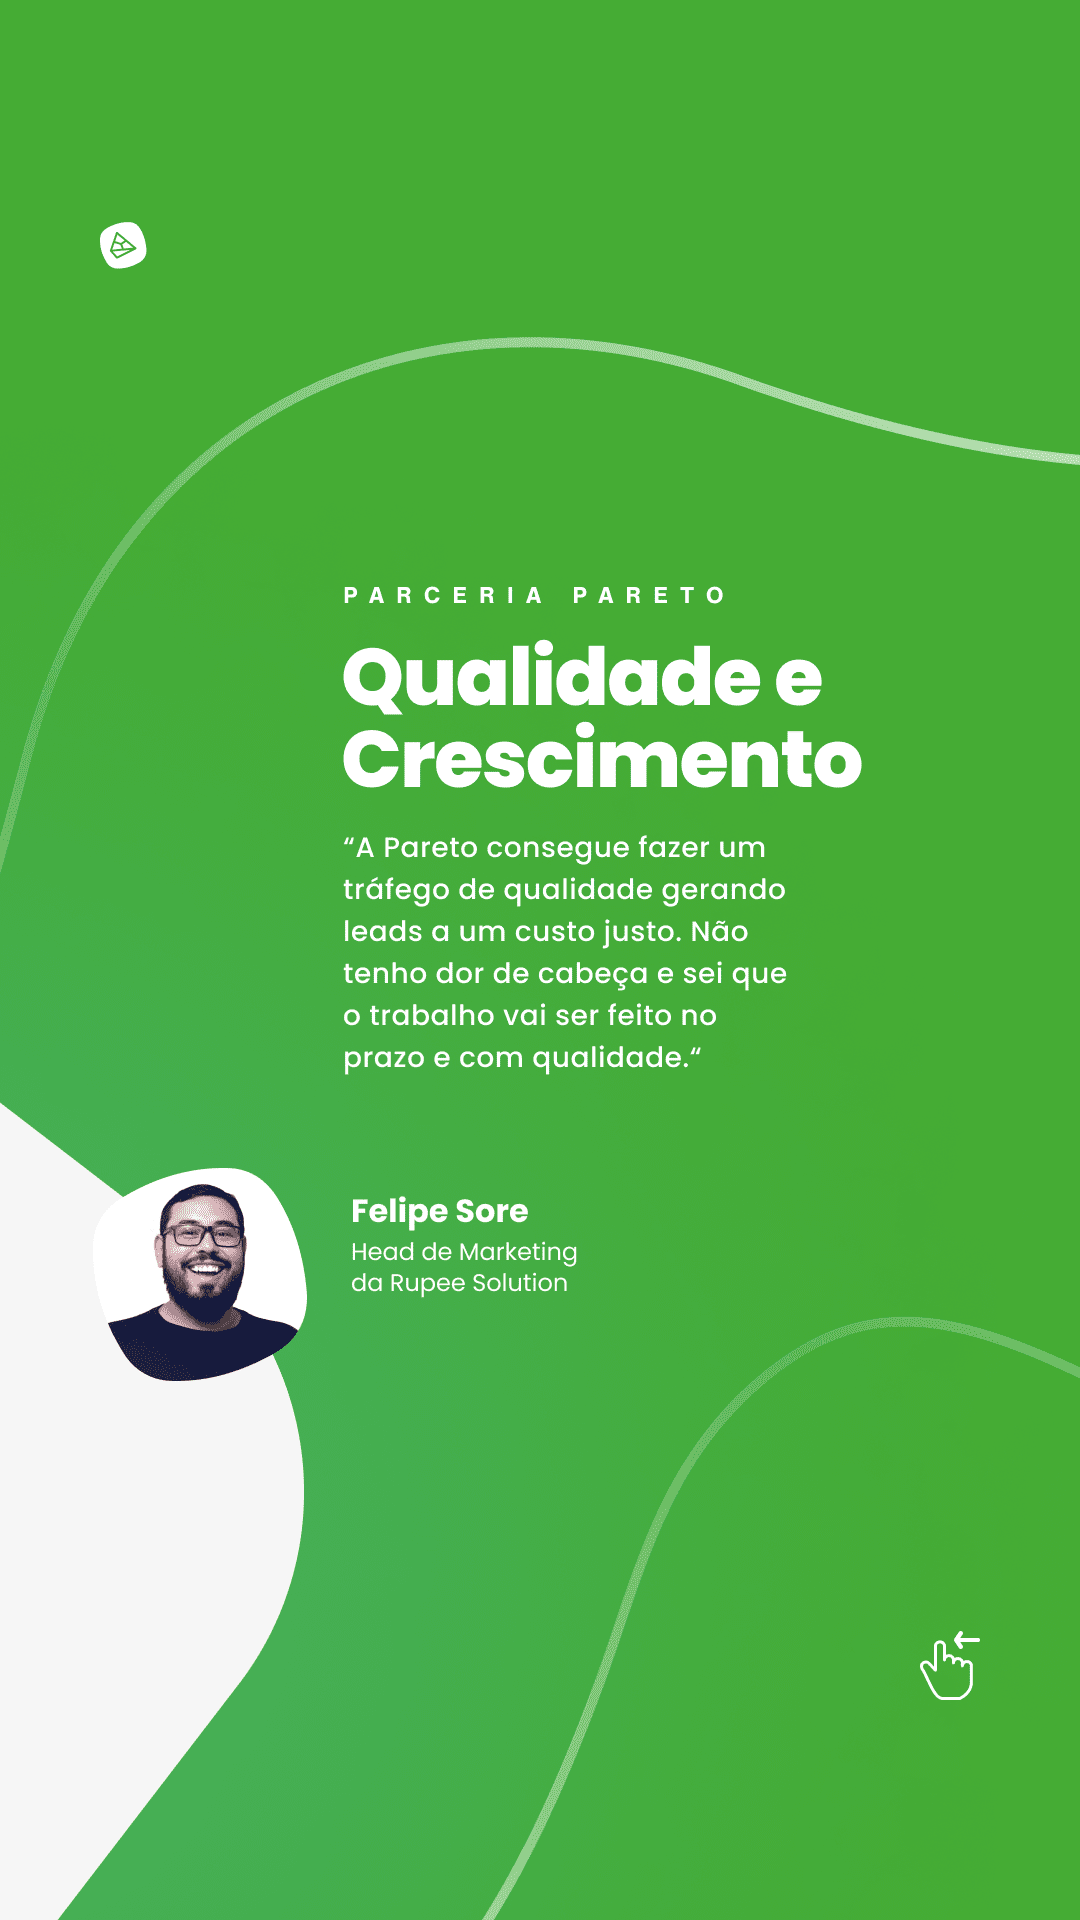 PARCERIA PARETO
Qualidade e
Crescimento
“A Pareto consegue fazer um
tráfego de qualidade gerando
leads a um custo justo. Não
tenho dor de cabeça e sei que
o trabalho vai ser feito no
prazo e com qualidade.“
Felipe Sore
Head de Marketing
da Rupee Solution